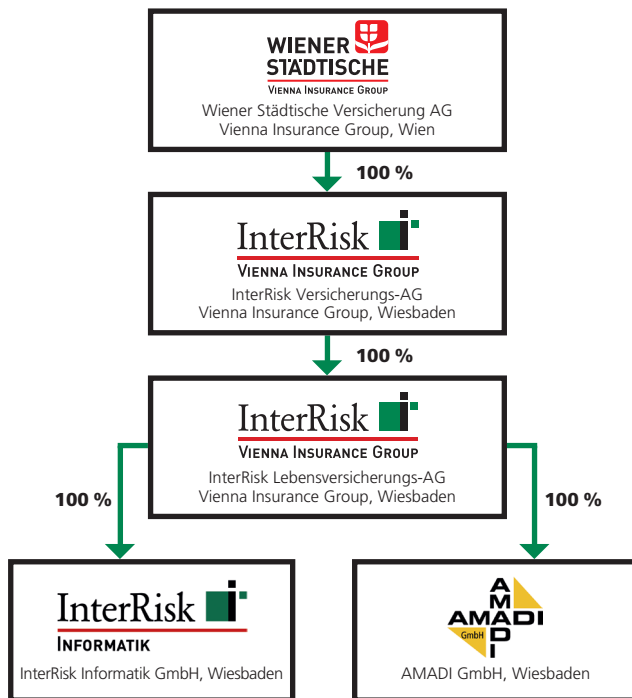 WIENER
STÄDTISCHE
VIENNA INSURANCE GROUP
Wiener Städtische Versicherung AG
Vienna Insurance Group, Wien
100 %
InterRisk
VIENNA INSURANCE GROUP
InterRisk Versicherungs-AG
Vienna Insurance Group, Wiesbaden
100 %
InterRisk
VIENNA INSURANCE GROUP
InterRisk Lebensversicherungs-AG
Vienna Insurance Group, Wiesbaden
100 %
100 %
InterRisk
INFORMATIK
InterRisk Informatik GmbH, Wiesbaden
AMADI
AMADI
GmbH
AMADI GmbH, Wiesbaden